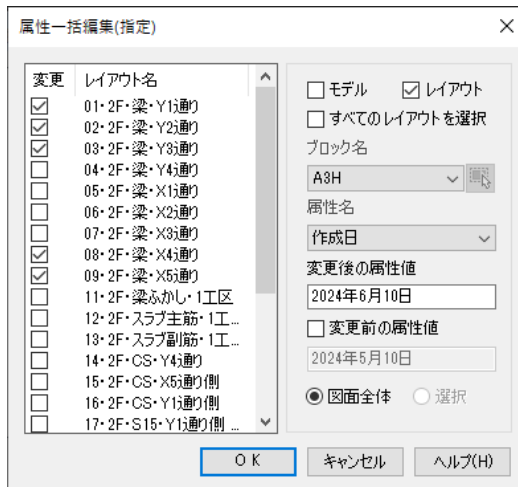 属性一括編集(指定)
変更 レイアウト名
01・2F・梁・Y1通り
02・2F・梁・Y2通り
03・2F・梁・Y3通り
04・2F・梁・Y4通り
05・2F・梁・X1通り
06・2F・梁・X2通り
07・2F・梁・X3通り
08・2F・梁・X4通り
09・2F・梁・X5通り
11・2F・梁ふかし・1工区
12・2F・スラブ主筋・1工...
13・2F・スラブ副筋・1工...
14・2F・CS・Y4通り
15・2F・CS・X5通り側
16・2F・CS・Y1通り側
17・2F・S15・Y1通り側 ...
モデル レイアウト
すべてのレイアウトを選択
ブロック名
A3H
属性名
作成日
変更後の属性値
2024年6月10日
変更前の属性値
2024年5月10日
図面全体 選択
OK キャンセル ヘルプ(H)